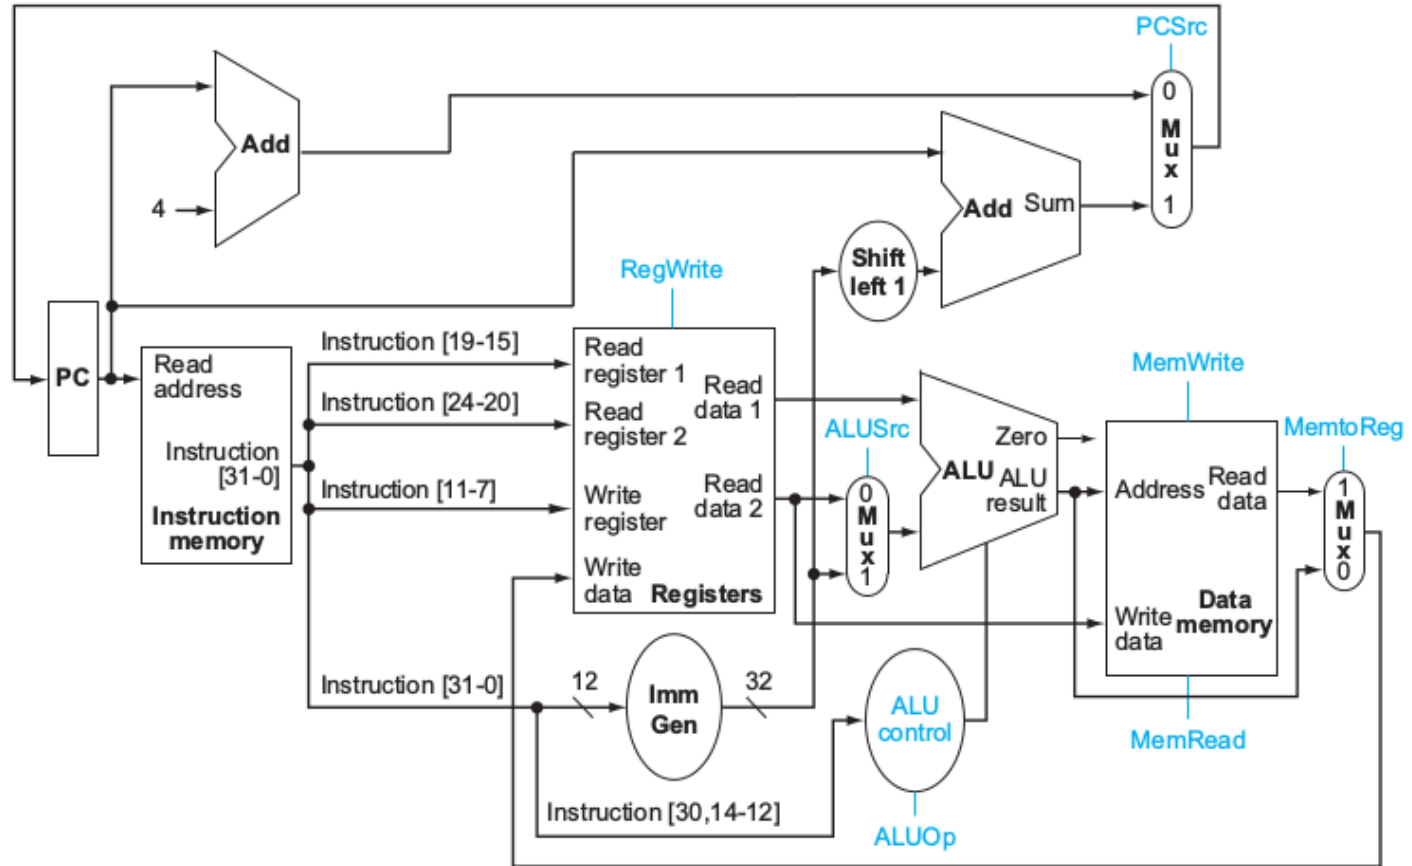 PCSrc
0
M
u
x
1
Add
4
Add Sum
Shift
left 1
RegWrite
PC
Read
address
Instruction
[31-0]
Instruction
memory
Instruction [19-15]
Instruction [24-20]
Instruction [11-7]
Instruction [31-0]
Read
register 1
Read
register 2
Write
register
Write
data
Read
data 1
Read
data 2
Registers
ALUSrc
0
M
u
x
1
Zero
ALU
ALU
result
MemWrite
Address
Read
data
Write
data
Data
memory
MemRead
MemtoReg
1
M
u
x
0
12
Imm
Gen
32
ALU
control
ALUOp
Instruction [30,14-12]